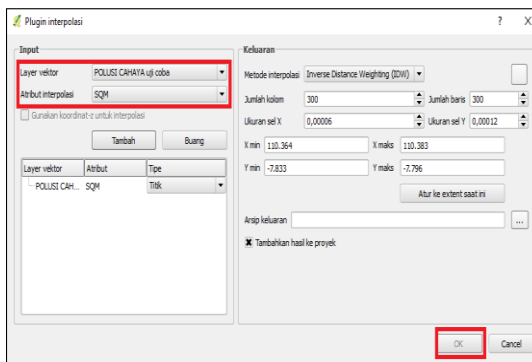 Plugin interpolasi ? X
Input
Layer vektor POLUSI CAHAYA uji coba
Atribut interpolasi SQM
Gunakan koordinat-z untuk interpolasi
Tambah Buang
Layer vektor Atribut Tipe
POLUSI CAH... SQM Titik
Keluaran
Metode interpolasi Inverse Distance Weighting (IDW)
Jumlah kolom 300 Jumlah baris 300
Ukuran sel X 0,00006 Ukuran sel Y 0,00012
X min 110.364 X maks 110.383
Y min -7.833 Y maks -7.796
Atur ke extent saat ini
Arsip keluaran ...
Tambahkan hasil ke proyek
OK Cancel